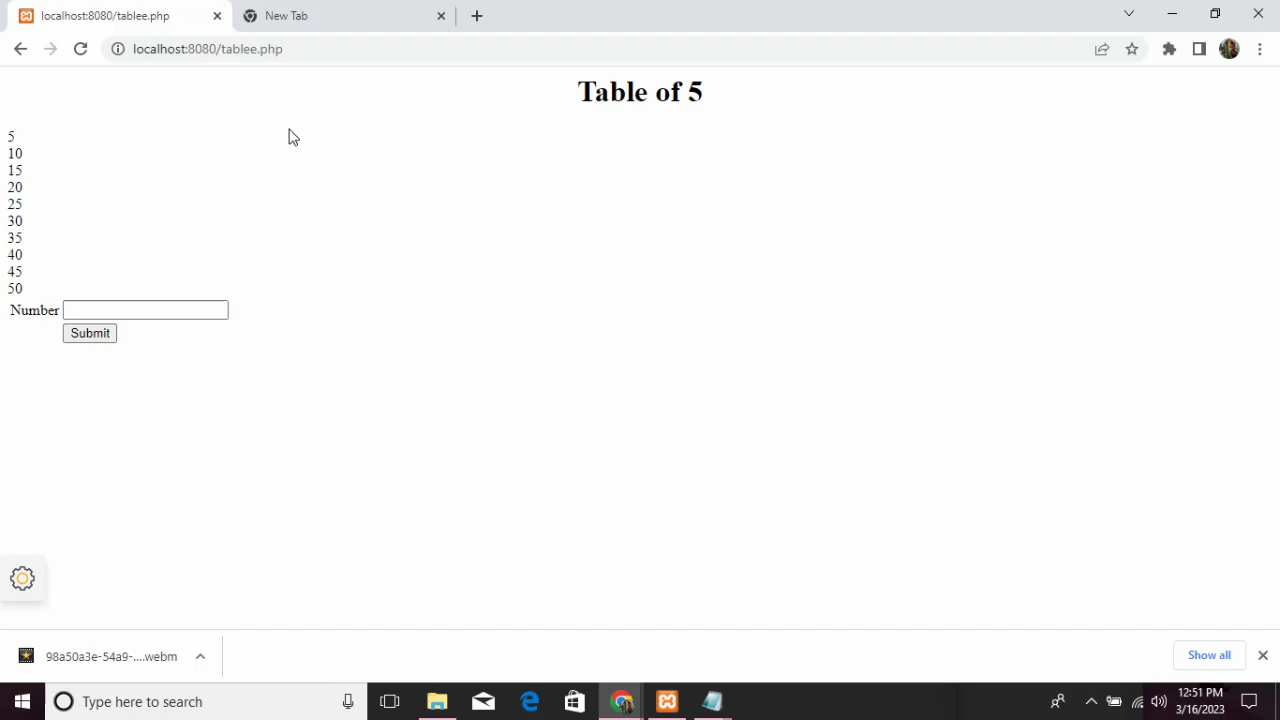 localhost:8080/tablee.php
New Tab
localhost:8080/tablee.php
Table of 5
5
10
15
20
25
30
35
40
45
50
Number
Submit
98a50a3e-54a9-....webm
Show all
Type here to search
12:51 PM
3/16/2023